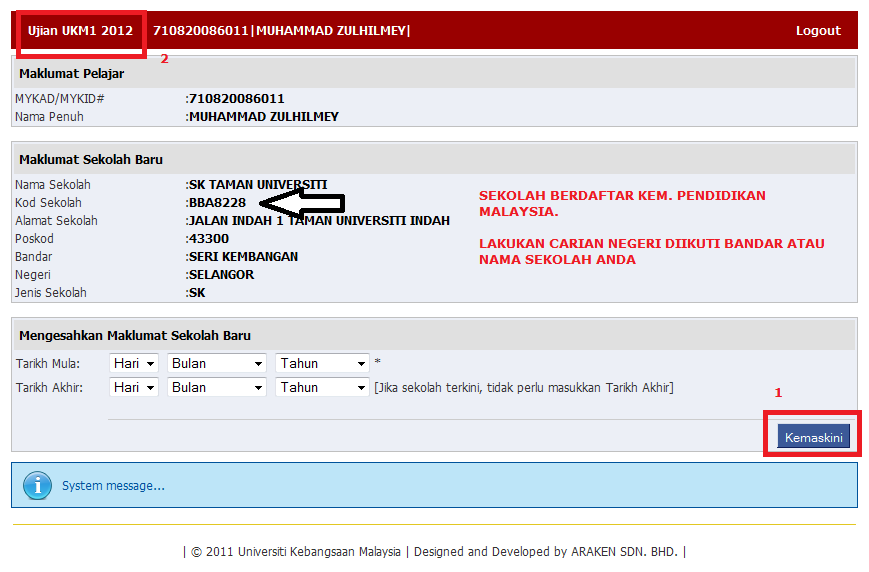 Ujian UKM1 2012 710820086011|MUHAMMAD ZULHILMEY| Logout
2
Maklumat Pelajar
MYKAD/MYKID# :710820086011
Nama Penuh :MUHAMMAD ZULHILMEY
Maklumat Sekolah Baru
Nama Sekolah :SK TAMAN UNIVERSITI
Kod Sekolah :BBA8228
Alamat Sekolah :JALAN INDAH 1 TAMAN UNIVERSITI INDAH
Poskod :43300
Bandar :SERI KEMBANGAN
Negeri :SELANGOR
Jenis Sekolah :SK
SEKOLAH BERDAFTAR KEM. PENDIDIKAN
MALAYSIA.
LAKUKAN CARIAN NEGERI DIIKUTI BANDAR ATAU
NAMA SEKOLAH ANDA
Mengesahkan Maklumat Sekolah Baru
Tarikh Mula: Hari Bulan Tahun *
Tarikh Akhir: Hari Bulan Tahun [Jika sekolah terkini, tidak perlu masukkan Tarikh Akhir]
1
Kemaskini
System message...
| © 2011 Universiti Kebangsaan Malaysia | Designed and Developed by ARAKEN SDN. BHD. |